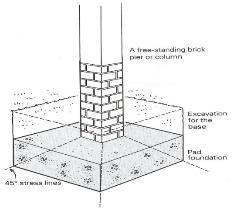 A free-standing brick
pier or column
Excavation
for the
base
Pad
foundation
45° stress lines